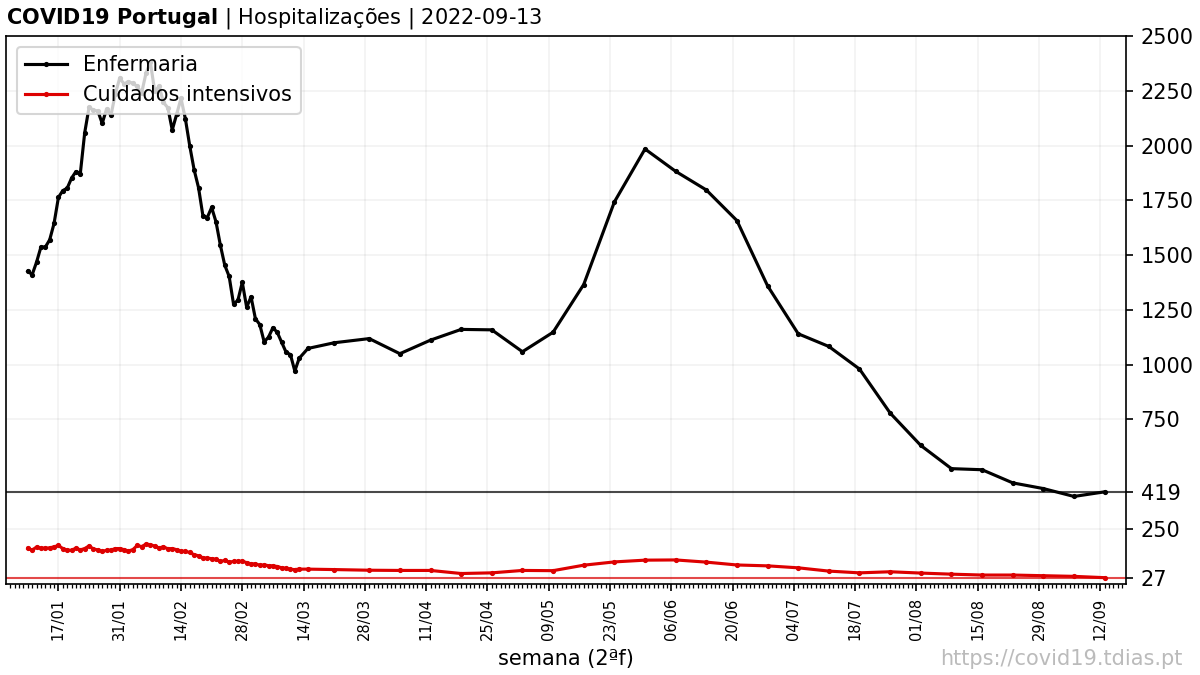 COVID19 Portugal | Hospitalizações | 2022-09-13
Enfermaria
Cuidados intensivos
2500
2250
2000
1750
1500
1250
1000
750
419
250
27
17/01 31/01 14/02 28/02 14/03 28/03 11/04 25/04 09/05 23/05 06/06 20/06 04/07 18/07 01/08 15/08 29/08 12/09
semana (2ªf)
https://covid19.tdias.pt